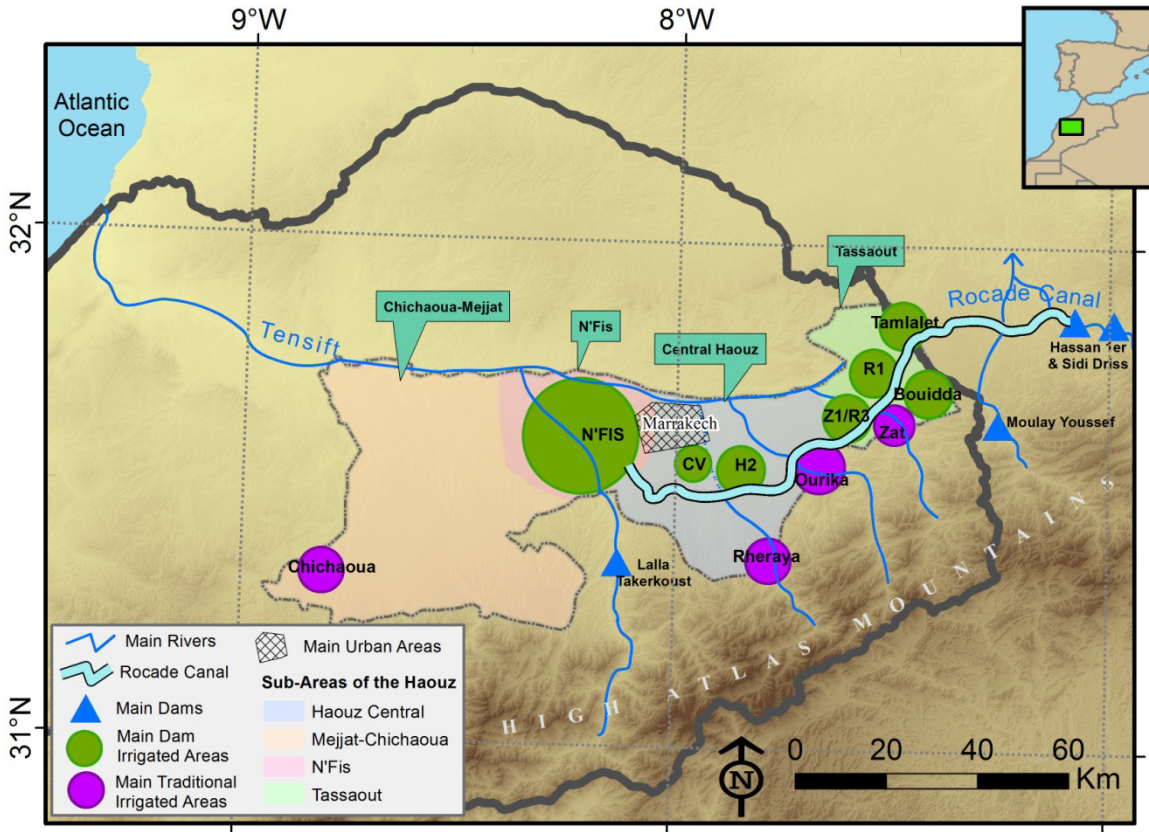 9°W
8°W
Atlantic
Ocean
32°N
31°N
Tensift
Chichaoua-Mejjat
N'Fis
Central Haouz
Tassaout
Rocade Canal
Tamlalet
Hassan 1er
& Sidi Driss
R1
Bouidda
Z1/R3
Zat
Moulay Youssef
N'FIS
Marrakech
CV
H2
Ourika
Chichaoua
Lalla
Takerkoust
Rheraya
HIGH ATLAS MOUNTAINS
Main Rivers
Rocade Canal
Main Dams
Main Dam
Irrigated Areas
Main Traditional
Irrigated Areas
Main Urban Areas
Sub-Areas of the Haouz
Haouz Central
Mejjat-Chichaoua
N'Fis
Tassaout
N
0 20 40 60
Km